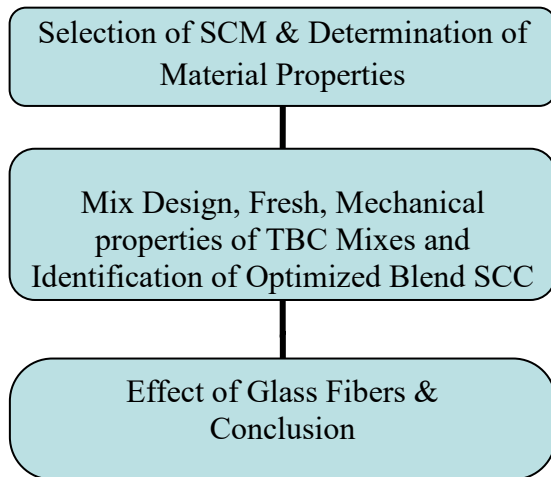 Selection of SCM & Determination of
Material Properties
Mix Design, Fresh, Mechanical
properties of TBC Mixes and
Identification of Optimized Blend SCC
Effect of Glass Fibers &
Conclusion